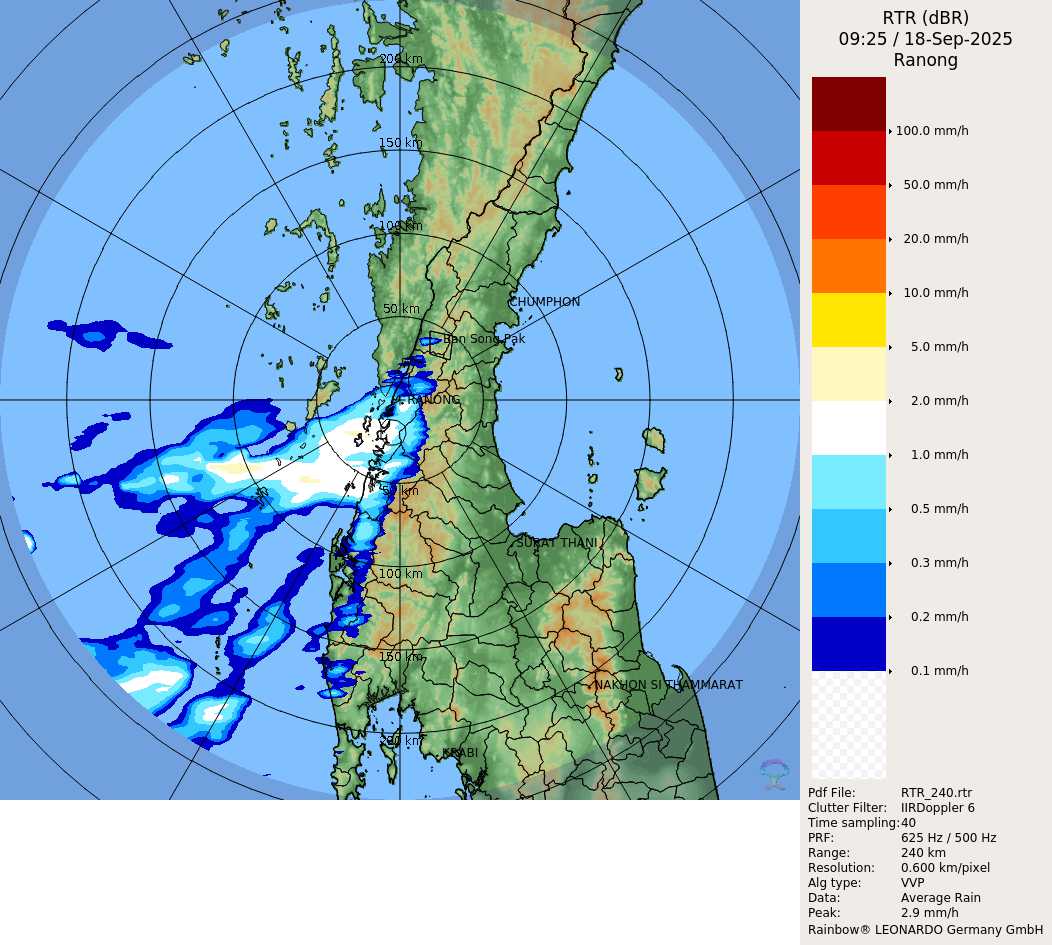 RTR (dBR)
09:25 / 18-Sep-2025
Ranong
200 km
150 km
100 km
50 km
CHUMPHON
Ban Song Pak
RANONG
50 km
SURAT THANI
100 km
150 km
NAKHON SI THAMMARAT
200 km
KRABI
100.0 mm/h
50.0 mm/h
20.0 mm/h
10.0 mm/h
5.0 mm/h
2.0 mm/h
1.0 mm/h
0.5 mm/h
0.3 mm/h
0.2 mm/h
0.1 mm/h
Pdf File: RTR_240.rtr
Clutter Filter: IIRDoppler 6
Time sampling:40
PRF: 625 Hz / 500 Hz
Range: 240 km
Resolution: 0.600 km/pixel
Alg type: VVP
Data: Average Rain
Peak: 2.9 mm/h
Rainbow® LEONARDO Germany GmbH